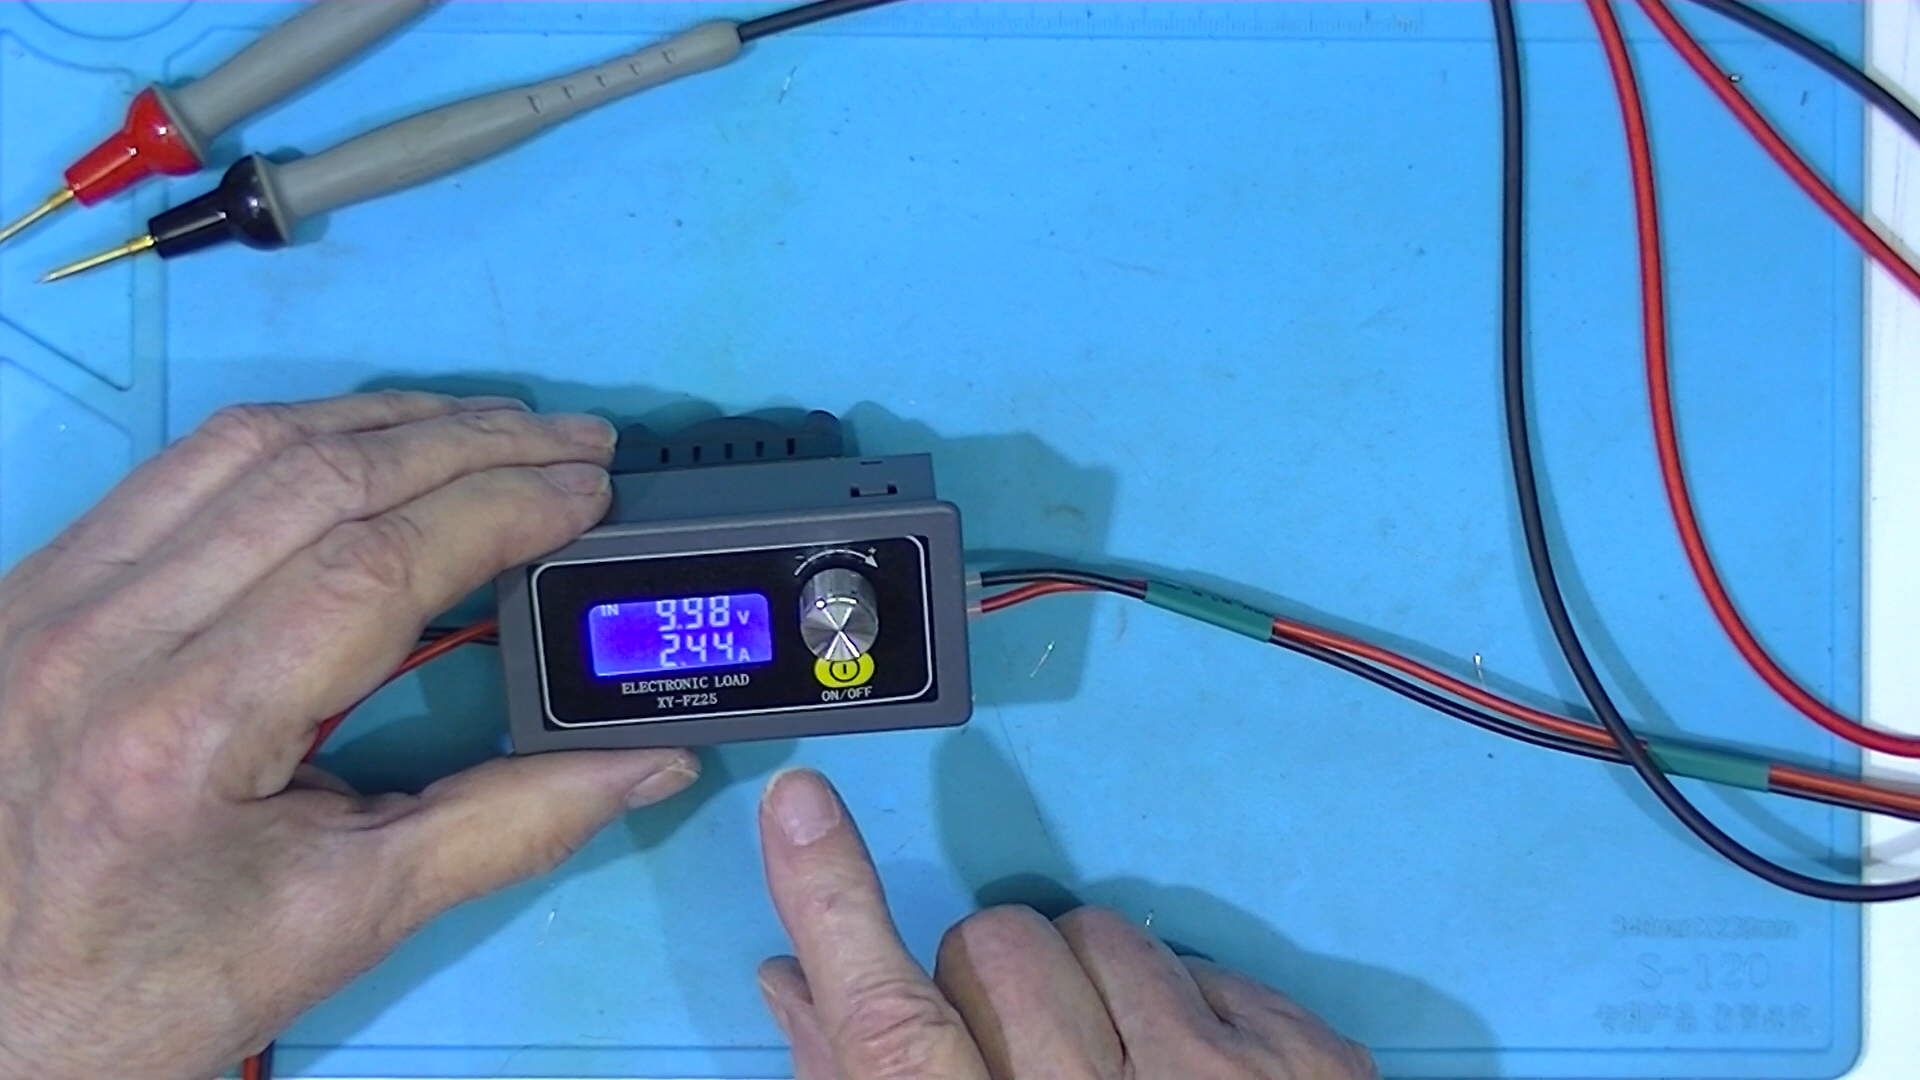 IN 9.98 V
2.44 A
- +
ELECTRONIC LOAD
XY-FZ25
ON/OFF
S-120